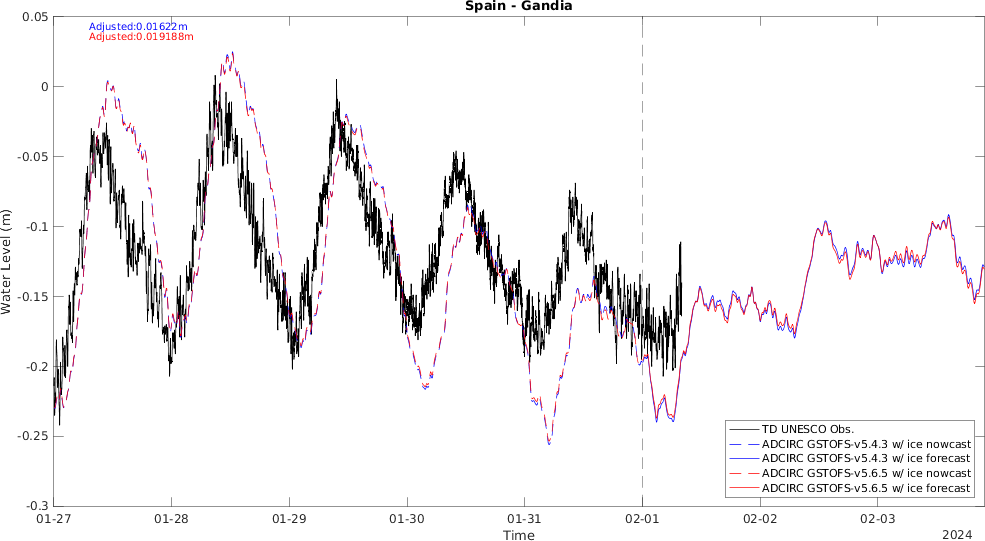 Spain - Gandia
Adjusted:0.01622m
Adjusted:0.019188m
0.05
0
-0.05
-0.1
-0.15
-0.2
-0.25
-0.3
Water Level (m)
TD UNESCO Obs.
ADCIRC GSTOFS-v5.4.3 w/ ice nowcast
ADCIRC GSTOFS-v5.4.3 w/ ice forecast
ADCIRC GSTOFS-v5.6.5 w/ ice nowcast
ADCIRC GSTOFS-v5.6.5 w/ ice forecast
01-27 01-28 01-29 01-30 01-31 02-01 02-02 02-03
Time
2024